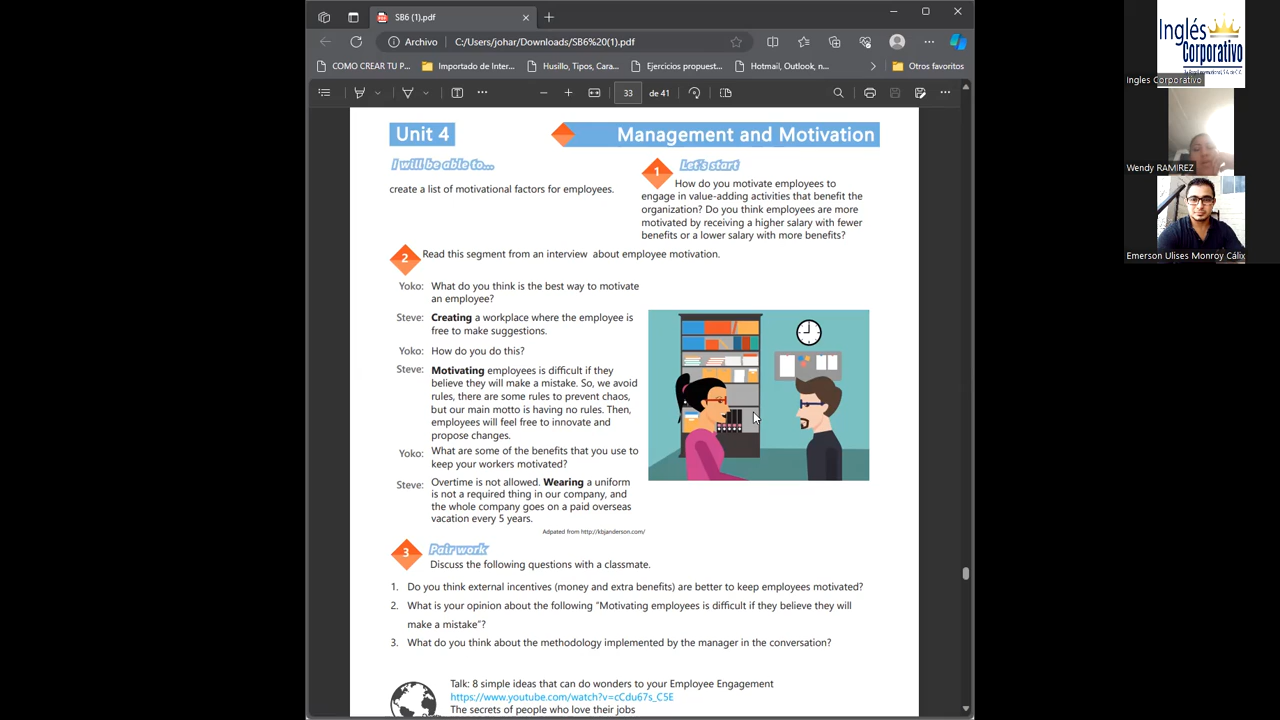 SB6 (1).pdf
Archivo
C:/Users/johar/Downloads/SB6%20(1).pdf
COMO CREAR TU P...
Importado de Inter...
Husillo, Tipos, Cara...
Ejercicios propuest...
Hotmail, Outlook, n...
Otros favoritos
33 de 41
Unit 4
Management and Motivation
I will be able to...
create a list of motivational factors for employees.
1
Let's start
How do you motivate employees to
engage in value-adding activities that benefit the
organization? Do you think employees are more
motivated by receiving a higher salary with fewer
benefits or a lower salary with more benefits?
2
Read this segment from an interview about employee motivation.
Yoko: What do you think is the best way to motivate
an employee?
Steve: Creating a workplace where the employee is
free to make suggestions.
Yoko: How do you do this?
Steve: Motivating employees is difficult if they
believe they will make a mistake. So, we avoid
rules, there are some rules to prevent chaos,
but our main motto is having no rules. Then,
employees will feel free to innovate and
propose changes.
Yoko: What are some of the benefits that you use to
keep your workers motivated?
Steve: Overtime is not allowed. Wearing a uniform
is not a required thing in our company, and
the whole company goes on a paid overseas
vacation every 5 years.
Adpated from http://kbjanderson.com/
3
Pair work
Discuss the following questions with a classmate.
1. Do you think external incentives (money and extra benefits) are better to keep employees motivated?
2. What is your opinion about the following "Motivating employees is difficult if they believe they will
make a mistake"?
3. What do you think about the methodology implemented by the manager in the conversation?
Talk: 8 simple ideas that can do wonders to your Employee Engagement
https://www.youtube.com/watch?v=cCdu67s_C5E
The secrets of people who love their jobs
Inglés
Corporativo
Ingles Corporativo
Wendy RAMIREZ
Emerson Ulises Monroy Cálix